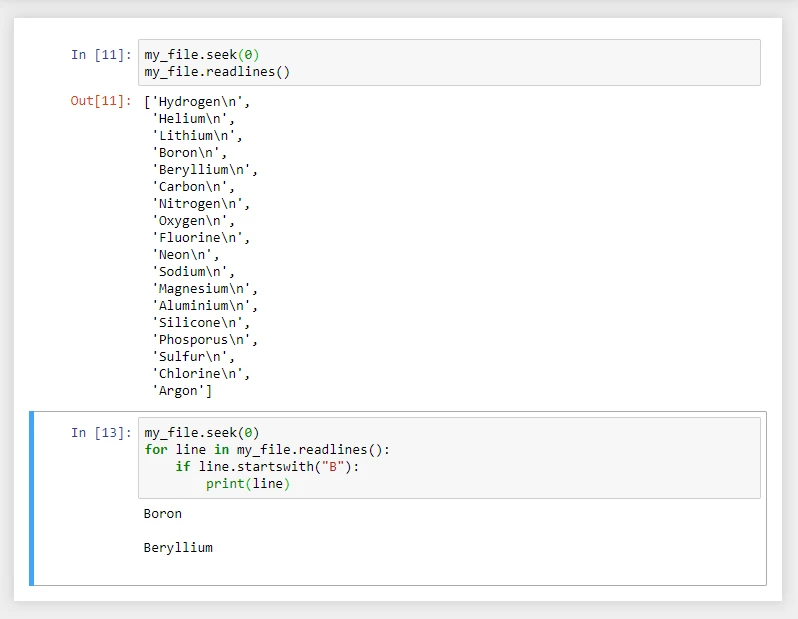 In [11]: my_file.seek(0)
my_file.readlines()
Out[11]: ['Hydrogen\n',
'Helium\n',
'Lithium\n',
'Boron\n',
'Beryllium\n',
'Carbon\n',
'Nitrogen\n',
'Oxygen\n',
'Fluorine\n',
'Neon\n',
'Sodium\n',
'Magnesium\n',
'Aluminium\n',
'Silicone\n',
'Phosporus\n',
'Sulfur\n',
'Chlorine\n',
'Argon']
In [13]: my_file.seek(0)
for line in my_file.readlines():
    if line.startswith("B"):
        print(line)
Boron
Beryllium